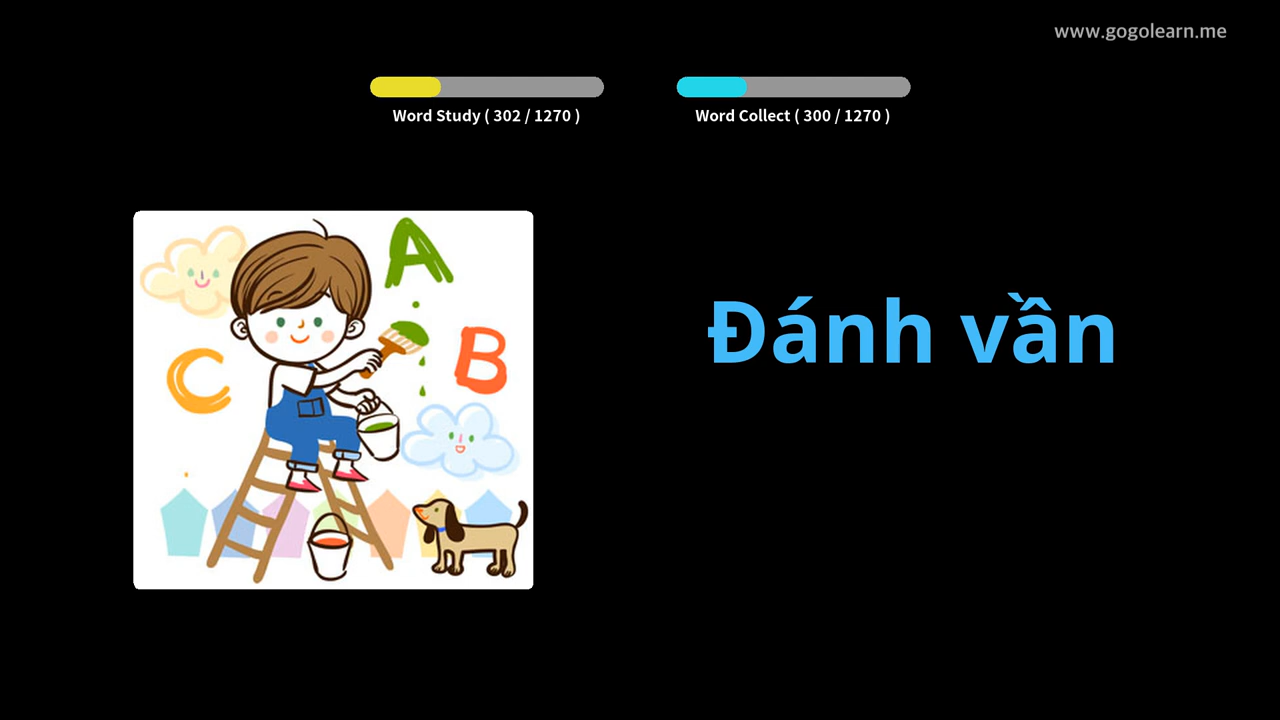 www.gogolearn.me
Word Study ( 302 / 1270 )
Word Collect ( 300 / 1270 )
A
B
C
Đánh vần